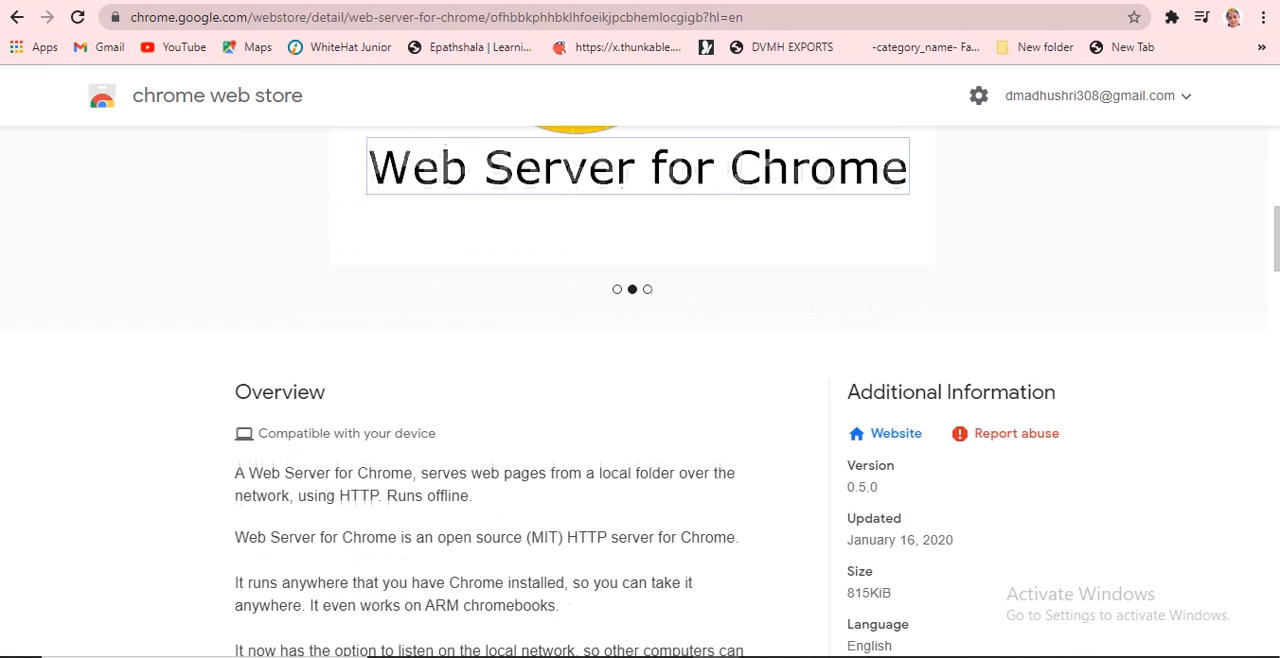 chrome.google.com/webstore/detail/web-server-for-chrome/ofhbbkphhbklhfoeikjpcbhemlocgigb?hl=en
Apps Gmail YouTube Maps WhiteHat Junior Epathshala | Learni... https://x.thunkable.... DVMH EXPORTS -category_name- Fa... New folder New Tab »
chrome web store
dmadhushri308@gmail.com
Web Server for Chrome
Overview
Compatible with your device
A Web Server for Chrome, serves web pages from a local folder over the
network, using HTTP. Runs offline.
Web Server for Chrome is an open source (MIT) HTTP server for Chrome.
It runs anywhere that you have Chrome installed, so you can take it
anywhere. It even works on ARM chromebooks.
It now has the option to listen on the local network, so other computers can
Additional Information
Website Report abuse
Version
0.5.0
Updated
January 16, 2020
Size
815KiB
Language
English
Activate Windows
Go to Settings to activate Windows.